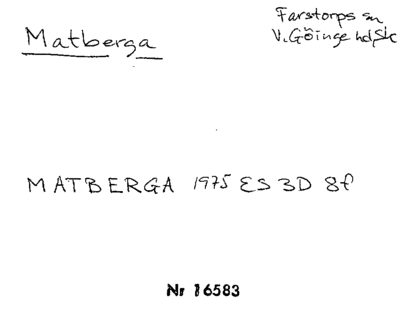 Matberga
Farstorps sn
V. Göinge hd, Sk
MATBERGA 1975 ES 3D 8f
Nr 16583